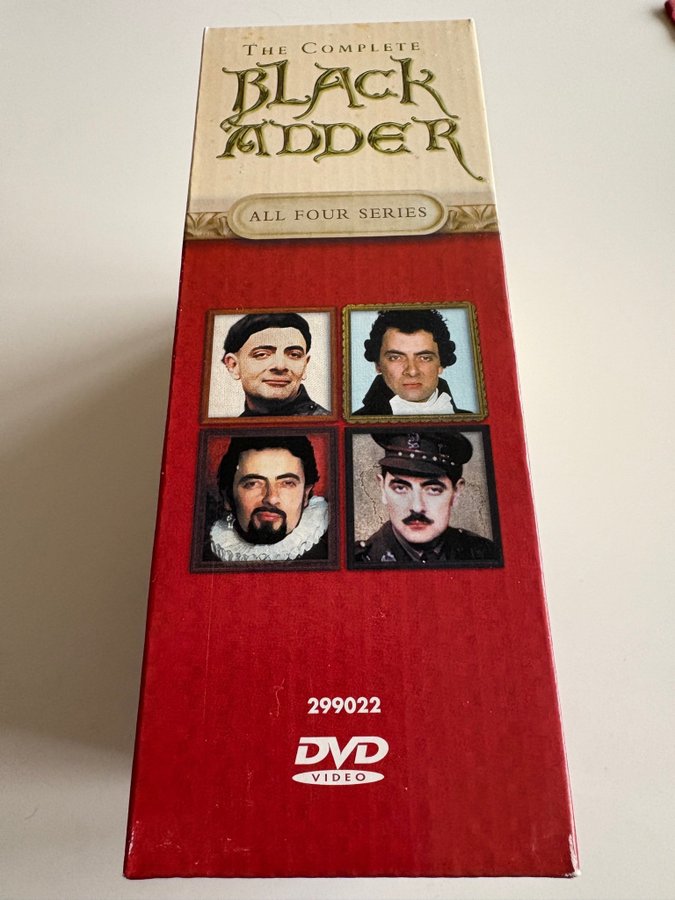 THE COMPLETE
BLACK
ADDER
ALL FOUR SERIES
299022
DVD
VIDEO